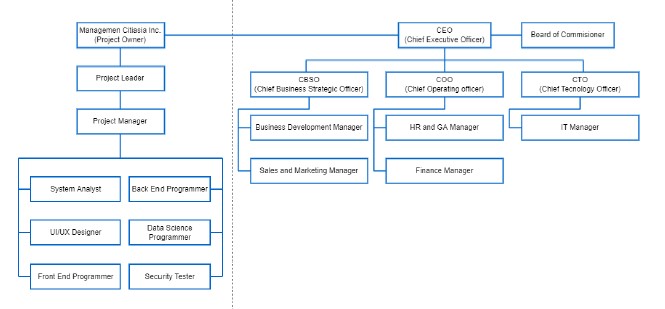 Managemen Citiasia Inc.
(Project Owner)
CEO
(Chief Executive Officer)
Board of Commisioner
Project Leader
CBSO
(Chief Business Strategic Officer)
COO
(Chief Operating officer)
CTO
(Chief Tecnology Officer)
Project Manager
Business Development Manager
HR and GA Manager
IT Manager
Sales and Marketing Manager
Finance Manager
System Analyst
Back End Programmer
UI/UX Designer
Data Science
Programmer
Front End Programmer
Security Tester